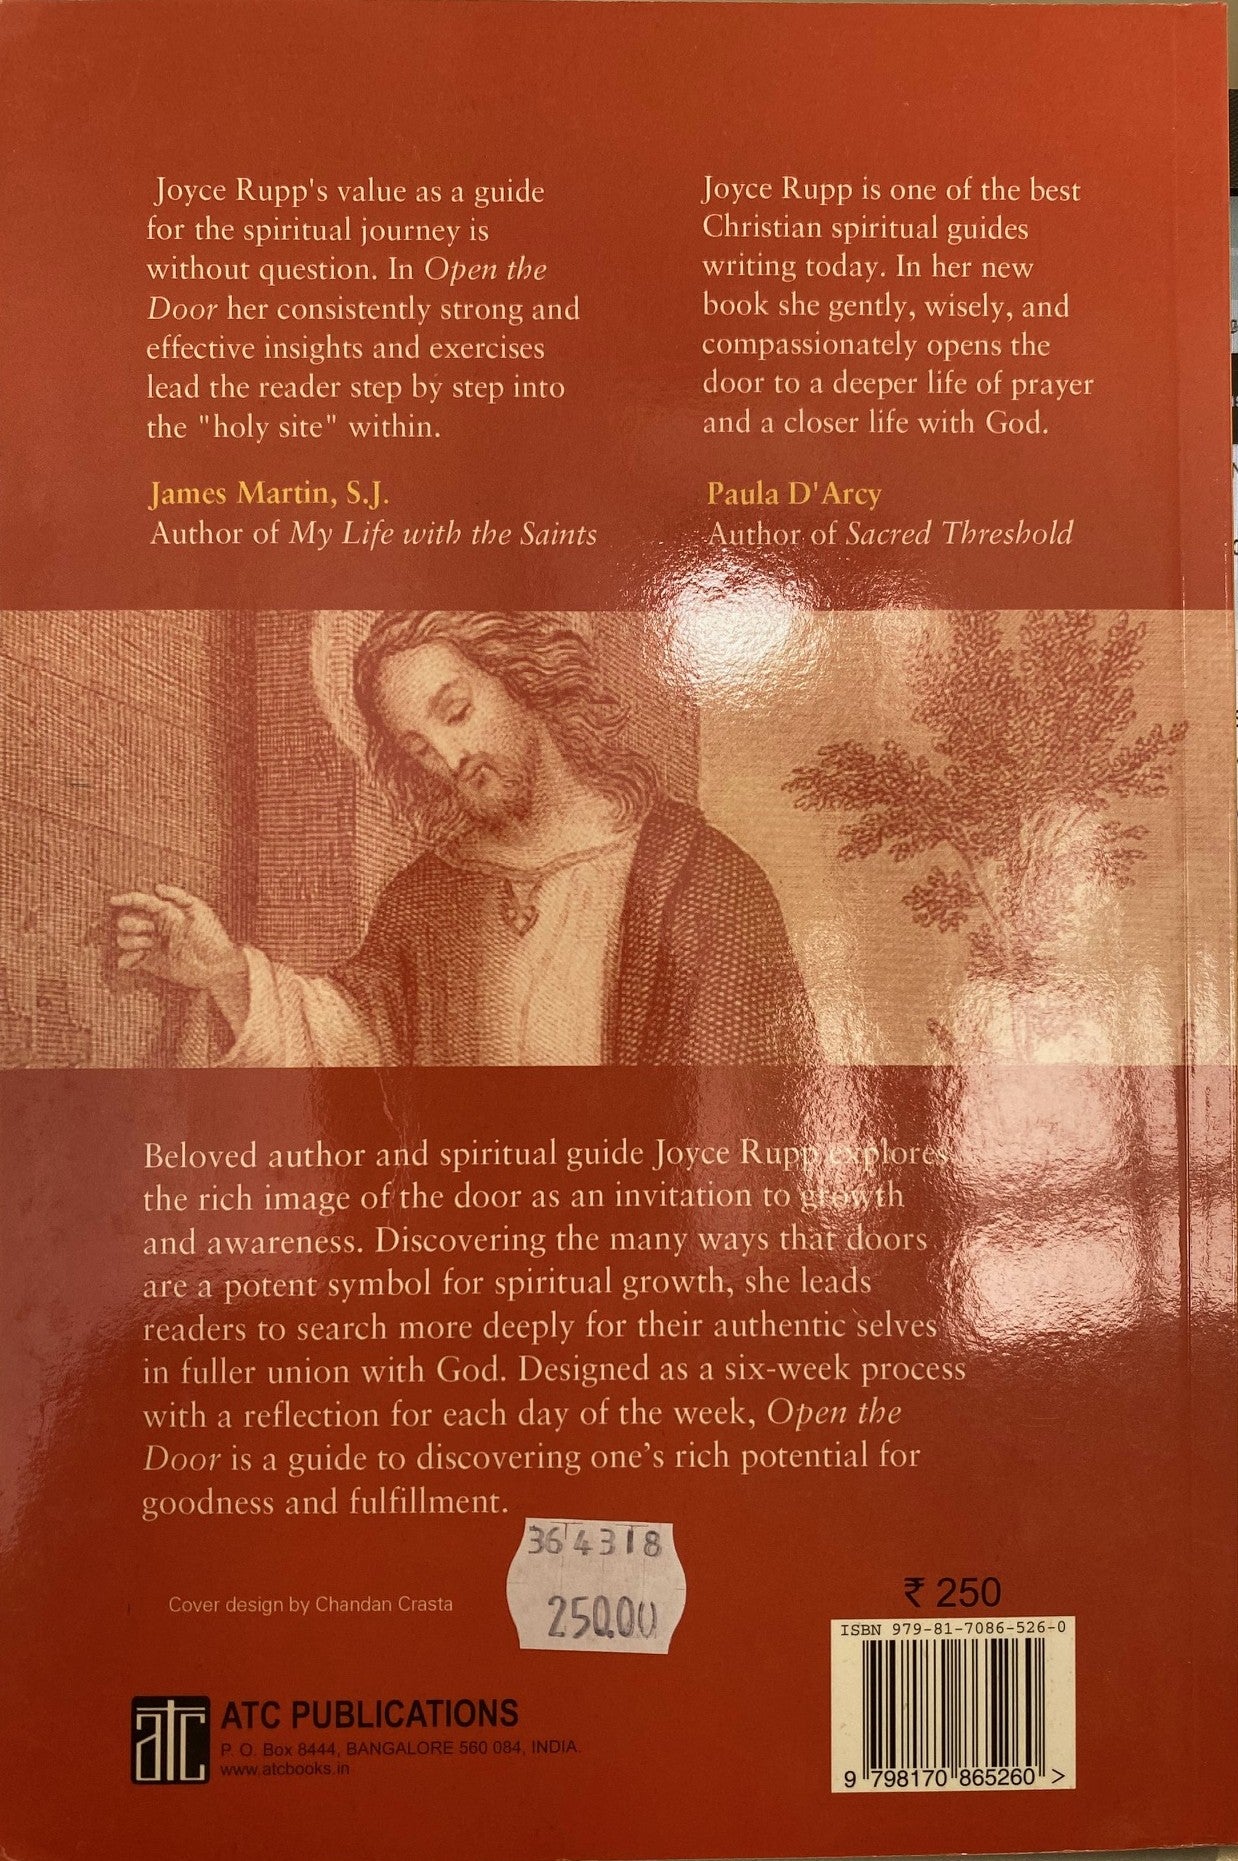 Joyce Rupp's value as a guide
for the spiritual journey is
without question. In Open the
Door her consistently strong and
effective insights and exercises
lead the reader step by step into
the "holy site" within.
James Martin, S.J.
Author of My Life with the Saints
Joyce Rupp is one of the best
Christian spiritual guides
writing today. In her new
book she gently, wisely, and
compassionately opens the
door to a deeper life of prayer
and a closer life with God.
Paula D'Arcy
Author of Sacred Threshold
Beloved author and spiritual guide Joyce Rupp explores
the rich image of the door as an invitation to growth
and awareness. Discovering the many ways that doors
are a potent symbol for spiritual growth, she leads
readers to search more deeply for their authentic selves
in fuller union with God. Designed as a six-week process
with a reflection for each day of the week, Open the
Door is a guide to discovering one’s rich potential for
goodness and fulfillment.
364318
250.00
Cover design by Chandan Crasta
₹ 250
ISBN 979-81-7086-526-0
9 798170 865260 >
atc
ATC PUBLICATIONS
P. O. Box 8444, BANGALORE 560 084, INDIA.
www.atcbooks.in